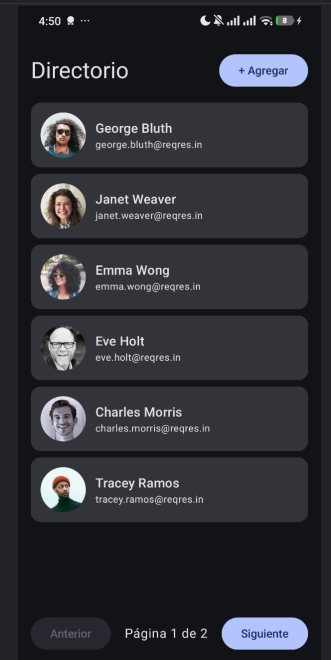 4:50
8
Directorio
+ Agregar
George Bluth
george.bluth@reqres.in
Janet Weaver
janet.weaver@reqres.in
Emma Wong
emma.wong@reqres.in
Eve Holt
eve.holt@reqres.in
Charles Morris
charles.morris@reqres.in
Tracey Ramos
tracey.ramos@reqres.in
Anterior
Página 1 de 2
Siguiente